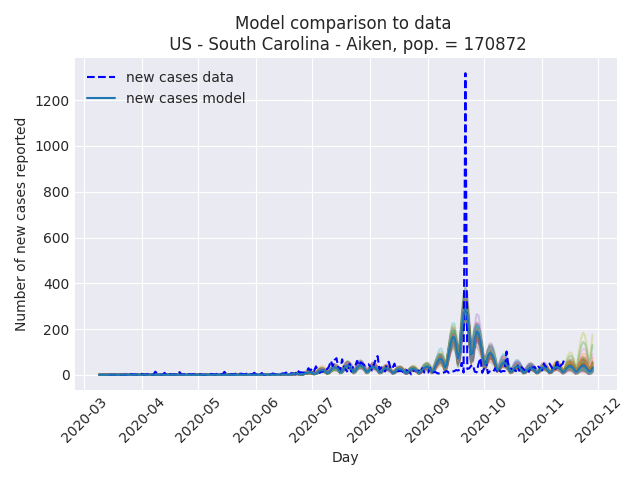 Model comparison to data
US - South Carolina - Aiken, pop. = 170872
new cases data
new cases model
Number of new cases reported
1200
1000
800
600
400
200
0
2020-03
2020-04
2020-05
2020-06
2020-07
2020-08
2020-09
2020-10
2020-11
2020-12
Day